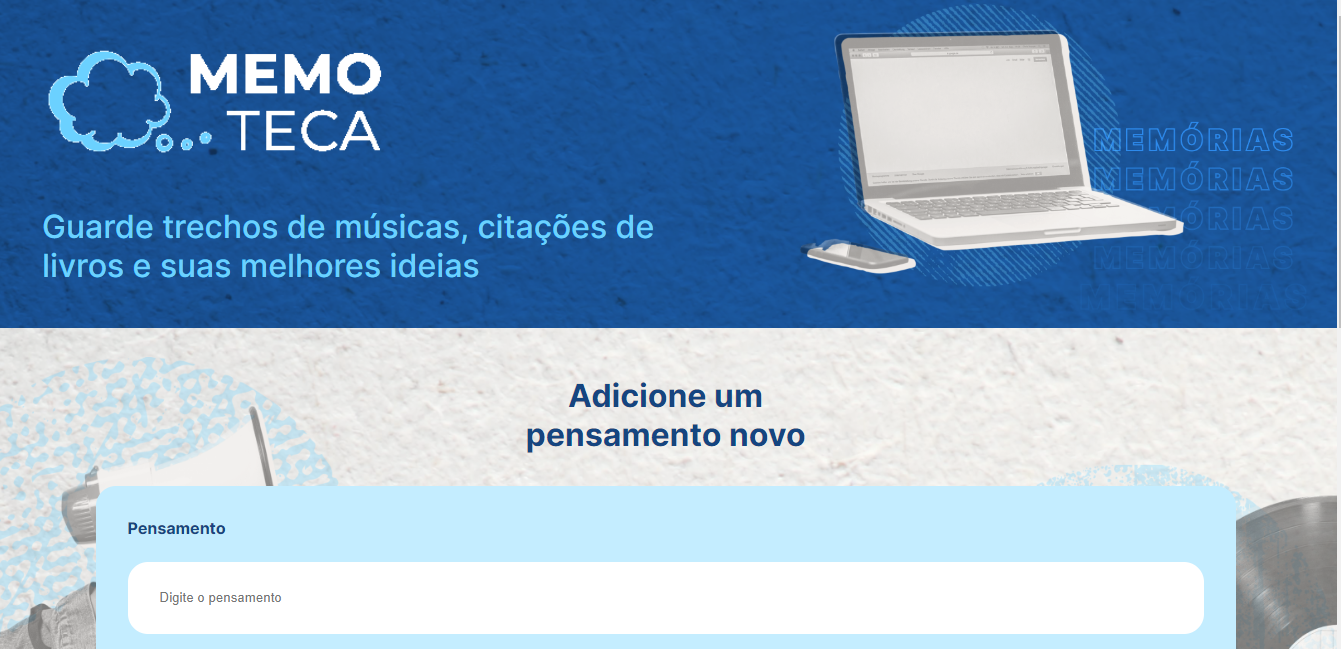 MEMO
TECA
Guarde trechos de músicas, citações de
livros e suas melhores ideias
MEMÓRIAS
MEMÓRIAS
MEMÓRIAS
MEMÓRIAS
MEMÓRIAS
Adicione um
pensamento novo
Pensamento
Digite o pensamento